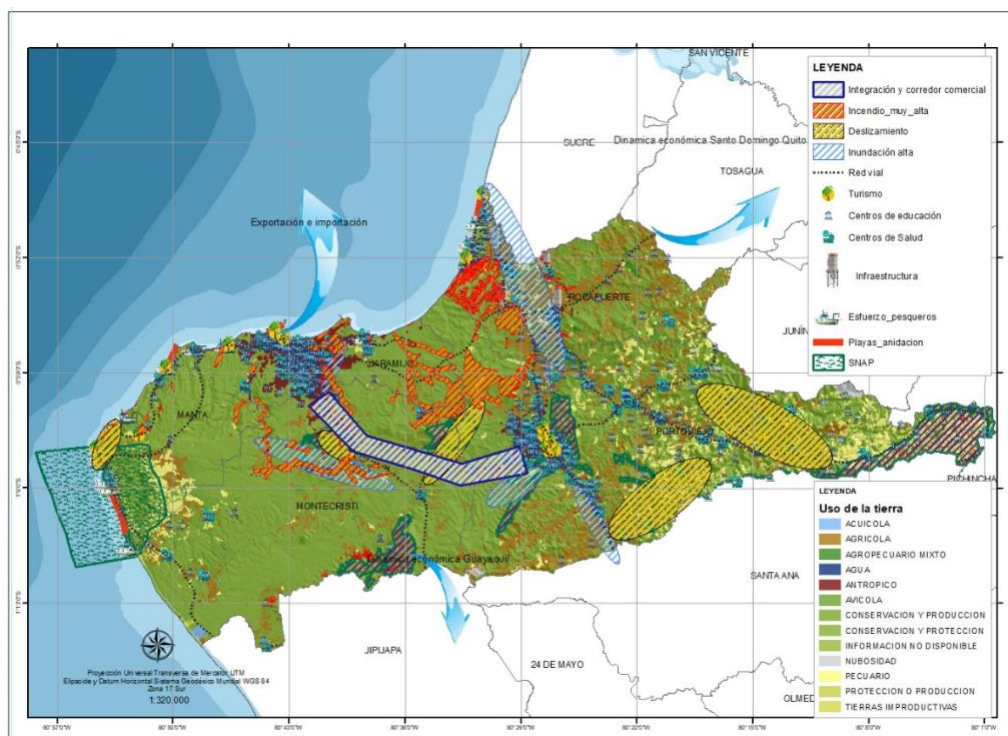 SAN VICENTE
SUCRE
Dinamica económica Santo Domingo Quito
TOSAGUA
Exportación e importación
ROCAFUERTE
JUNÍN
JARAMIJO
MANTA
PORTOVIEJO
PICHINCHA
MONTECRISTI
SANTA ANA
JIPIJAPA
24 DE MAYO
OLMED
LEYENDA
Integración y corredor comercial
Incendio_muy_alta
Deslizamiento
Inundación alta
Red vial
Turismo
Centros de educación
Centros de Salud
Infraestructura
Esfuerzo_pesqueros
Playas_anidacion
SNAP
LEYENDA
Uso de la tierra
ACUICOLA
AGRICOLA
AGROPECUARIO MIXTO
AGUA
ANTROPICO
AVICOLA
CONSERVACION Y PRODUCCION
CONSERVACION Y PROTECCION
INFORMACION NO DISPONIBLE
NUBOSIDAD
PECUARIO
PROTECCION O PRODUCCION
TIERRAS IMPRODUCTIVAS
Proyección Universal Transversa de Mercator UTM
Elipsoide y Datum Horizontal Sistema Geodésico Mundial WGS 84
Zona 17 Sur
1:320.000